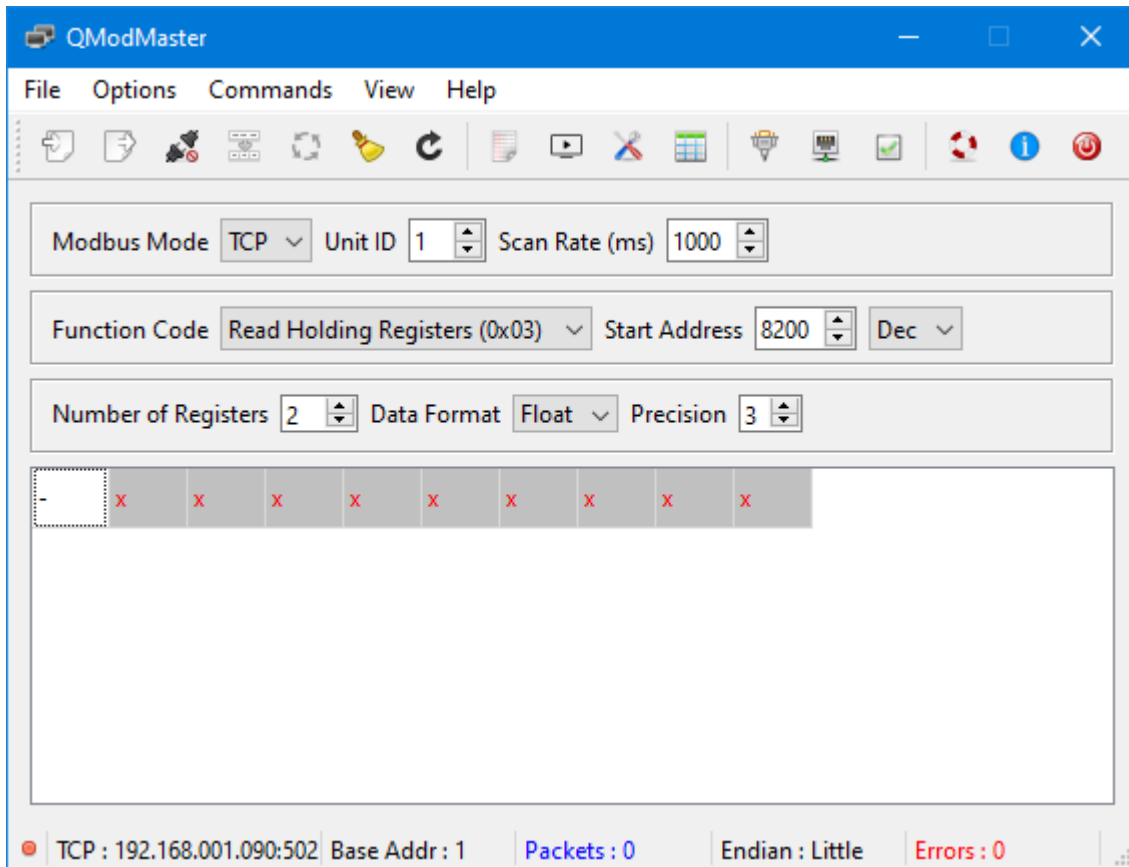 QModMaster
File Options Commands View Help
Modbus Mode TCP Unit ID 1 Scan Rate (ms) 1000
Function Code Read Holding Registers (0x03) Start Address 8200 Dec
Number of Registers 2 Data Format Float Precision 3
- x x x x x x x x x
TCP : 192.168.001.090:502 Base Addr : 1 Packets : 0 Endian : Little Errors : 0